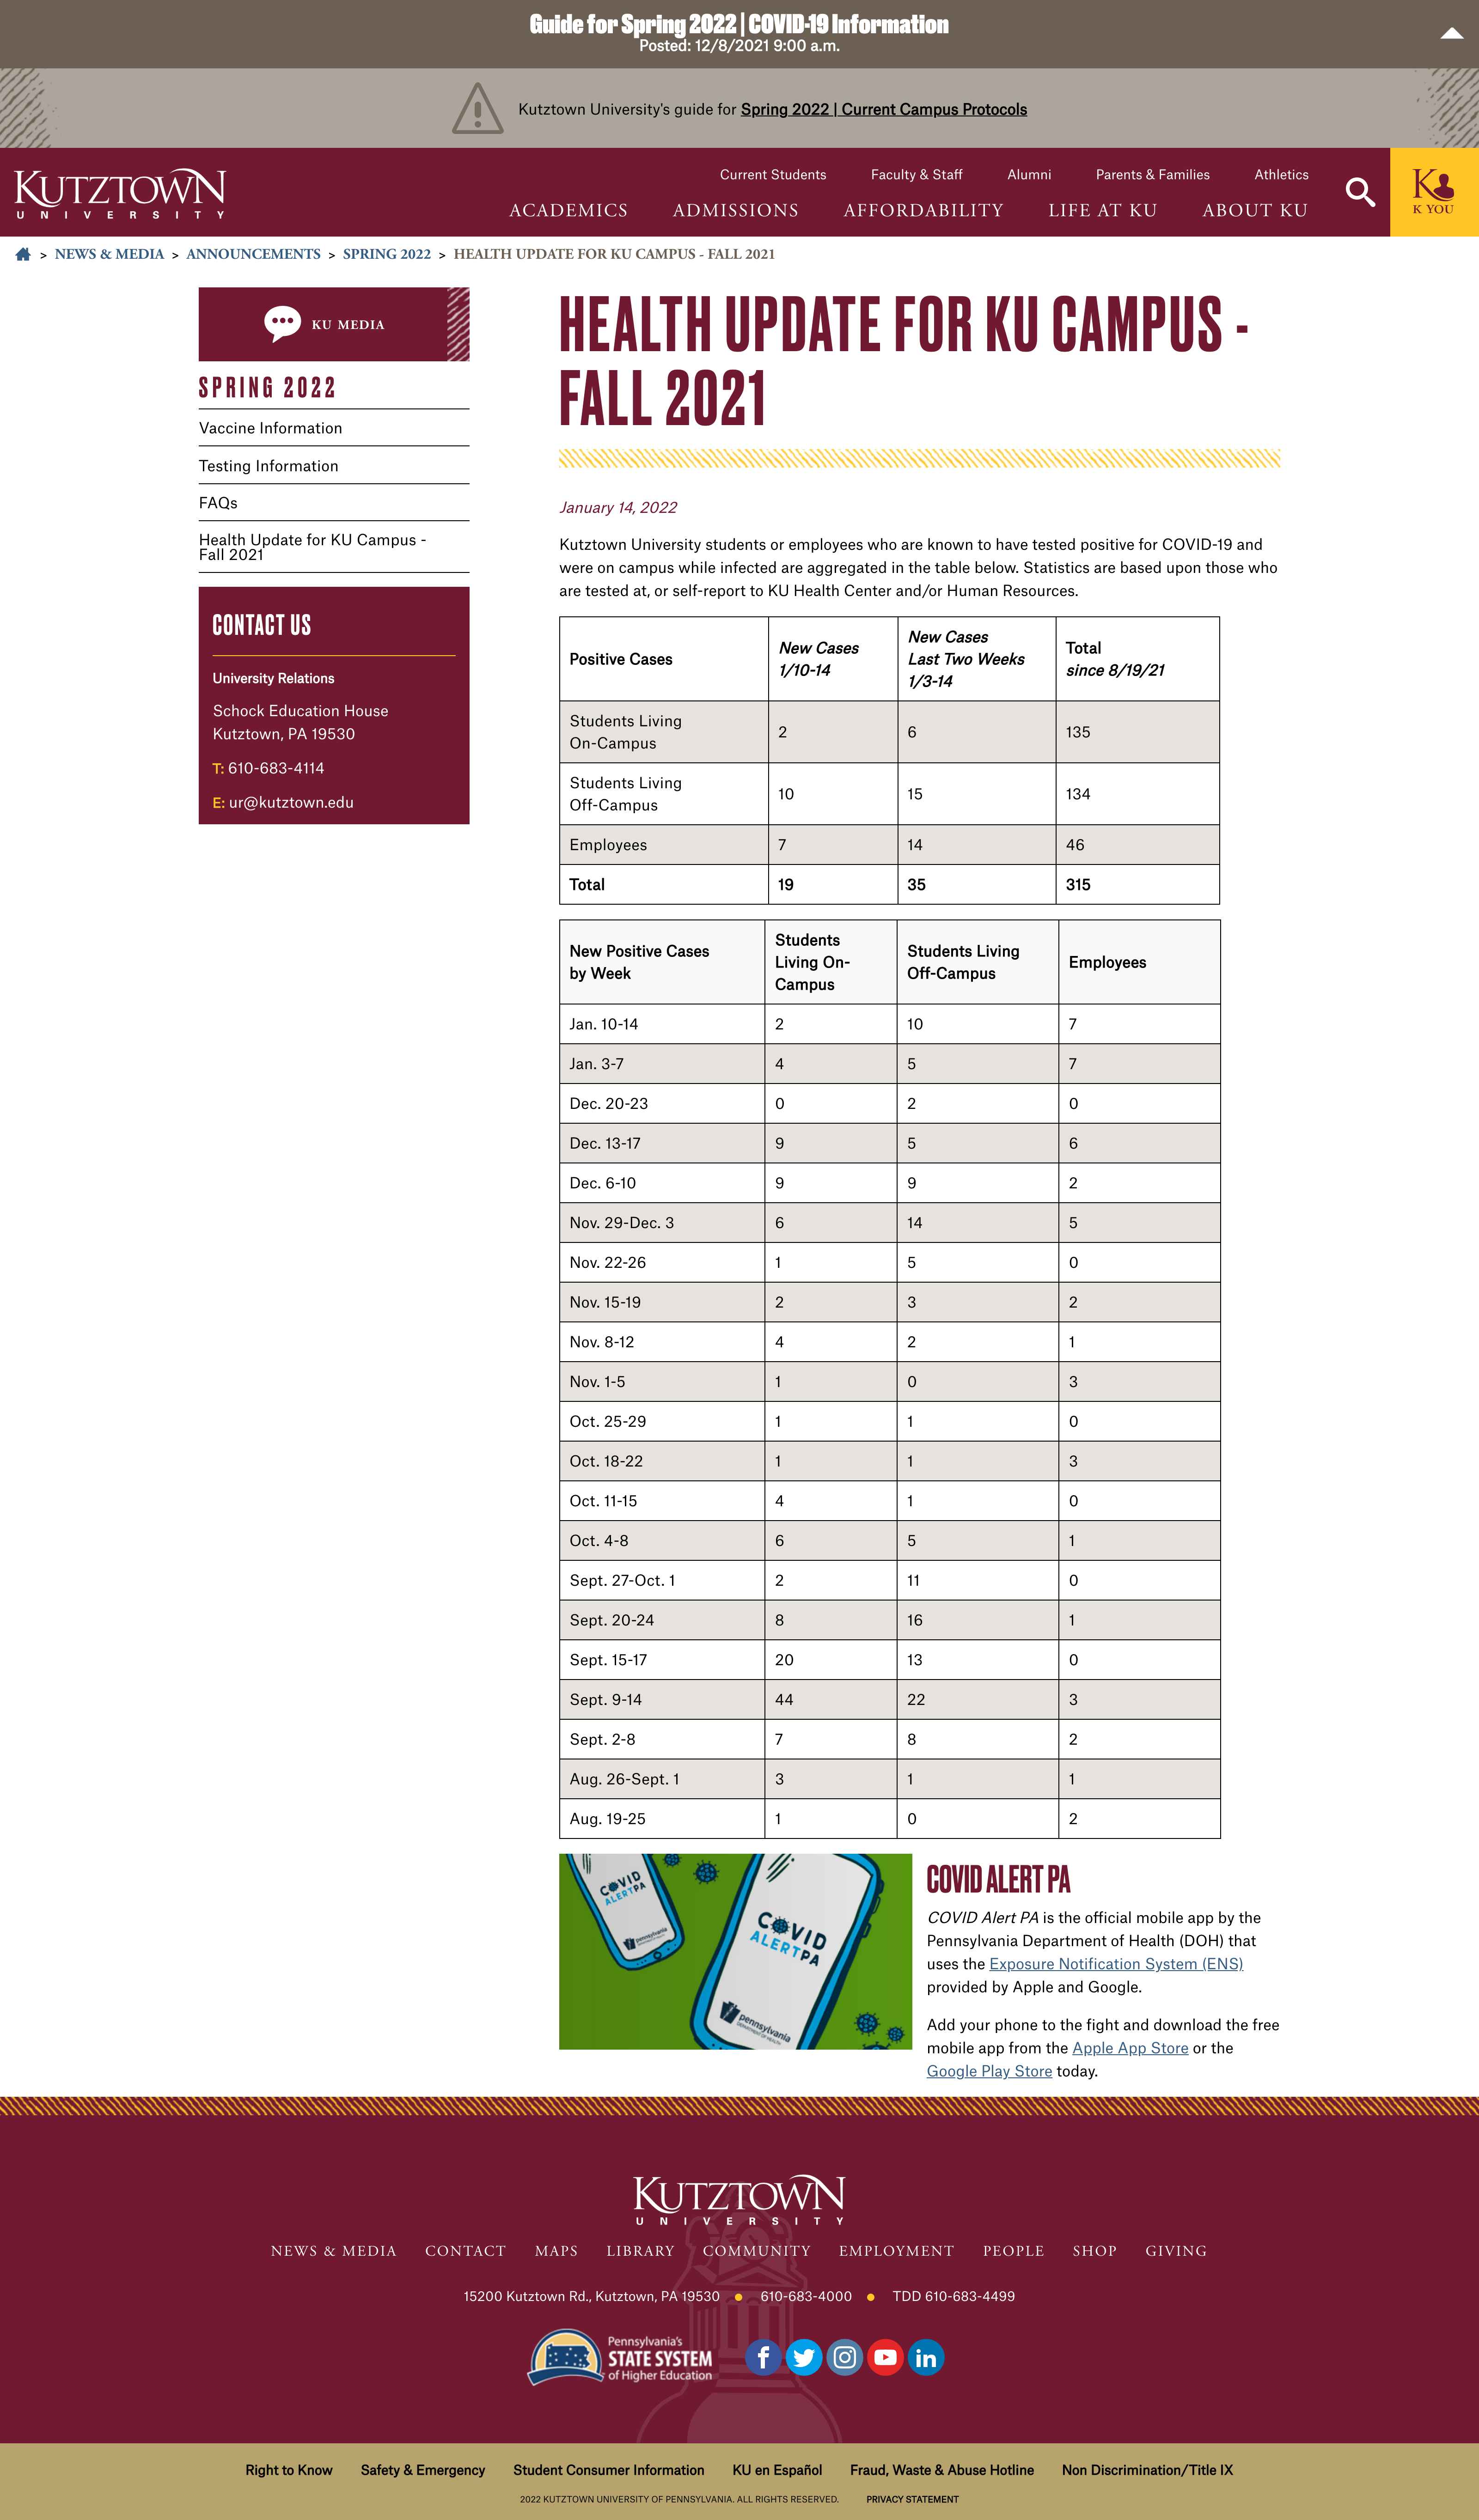 Guide for Spring 2022 | COVID-19 Information
Posted: 12/8/2021 9:00 a.m.
Kutztown University's guide for Spring 2022 | Current Campus Protocols
KUTZTOWN
UNIVERSITY
Current Students Faculty & Staff Alumni Parents & Families Athletics
ACADEMICS ADMISSIONS AFFORDABILITY LIFE AT KU ABOUT KU
K
K YOU
> NEWS & MEDIA > ANNOUNCEMENTS > SPRING 2022 > HEALTH UPDATE FOR KU CAMPUS - FALL 2021
KU MEDIA
SPRING 2022
Vaccine Information
Testing Information
FAQs
Health Update for KU Campus -
Fall 2021
CONTACT US
University Relations
Schock Education House
Kutztown, PA 19530
T: 610-683-4114
E: ur@kutztown.edu
HEALTH UPDATE FOR KU CAMPUS -
FALL 2021
January 14, 2022
Kutztown University students or employees who are known to have tested positive for COVID-19 and
were on campus while infected are aggregated in the table below. Statistics are based upon those who
are tested at, or self-report to KU Health Center and/or Human Resources.
Positive Cases
New Cases
1/10-14
New Cases
Last Two Weeks
1/3-14
Total
since 8/19/21
Students Living
On-Campus
2 6 135
Students Living
Off-Campus
10 15 134
Employees 7 14 46
Total 19 35 315
New Positive Cases
by Week
Students
Living On-
Campus
Students Living
Off-Campus
Employees
Jan. 10-14 2 10 7
Jan. 3-7 4 5 7
Dec. 20-23 0 2 0
Dec. 13-17 9 5 6
Dec. 6-10 9 9 2
Nov. 29-Dec. 3 6 14 5
Nov. 22-26 1 5 0
Nov. 15-19 2 3 2
Nov. 8-12 4 2 1
Nov. 1-5 1 0 3
Oct. 25-29 1 1 0
Oct. 18-22 1 1 3
Oct. 11-15 4 1 0
Oct. 4-8 6 5 1
Sept. 27-Oct. 1 2 11 0
Sept. 20-24 8 16 1
Sept. 15-17 20 13 0
Sept. 9-14 44 22 3
Sept. 2-8 7 8 2
Aug. 26-Sept. 1 3 1 1
Aug. 19-25 1 0 2
COVID
ALERT PA
pennsylvania
COVID
ALERT PA
pennsylvania
DEPARTMENT OF HEALTH
COVID ALERT PA
COVID Alert PA is the official mobile app by the
Pennsylvania Department of Health (DOH) that
uses the Exposure Notification System (ENS)
provided by Apple and Google.
Add your phone to the fight and download the free
mobile app from the Apple App Store or the
Google Play Store today.
KUTZTOWN
UNIVERSITY
NEWS & MEDIA CONTACT MAPS LIBRARY COMMUNITY EMPLOYMENT PEOPLE SHOP GIVING
15200 Kutztown Rd., Kutztown, PA 19530 610-683-4000 TDD 610-683-4499
Pennsylvania's
STATE SYSTEM
of Higher Education
Right to Know Safety & Emergency Student Consumer Information KU en Español Fraud, Waste & Abuse Hotline Non Discrimination/Title IX
2022 KUTZTOWN UNIVERSITY OF PENNSYLVANIA. ALL RIGHTS RESERVED. PRIVACY STATEMENT